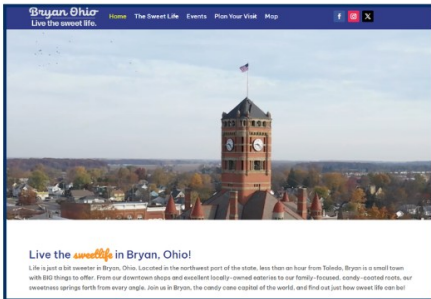 Bryan Ohio
Live the sweet life.
Home The Sweet Life Events Plan Your Visit Map
Live the sweetlife in Bryan, Ohio!
Life is just a bit sweeter in Bryan, Ohio. Located in the northwest part of the state, less than an hour from Toledo, Bryan is a small town
with BIG things to offer. From our downtown shops and excellent locally-owned eateries to our family-focused, candy-coated roots, our
sweetness springs forth from every angle. Join us in Bryan, the candy cane capital of the world, and find out just how sweet life can be!